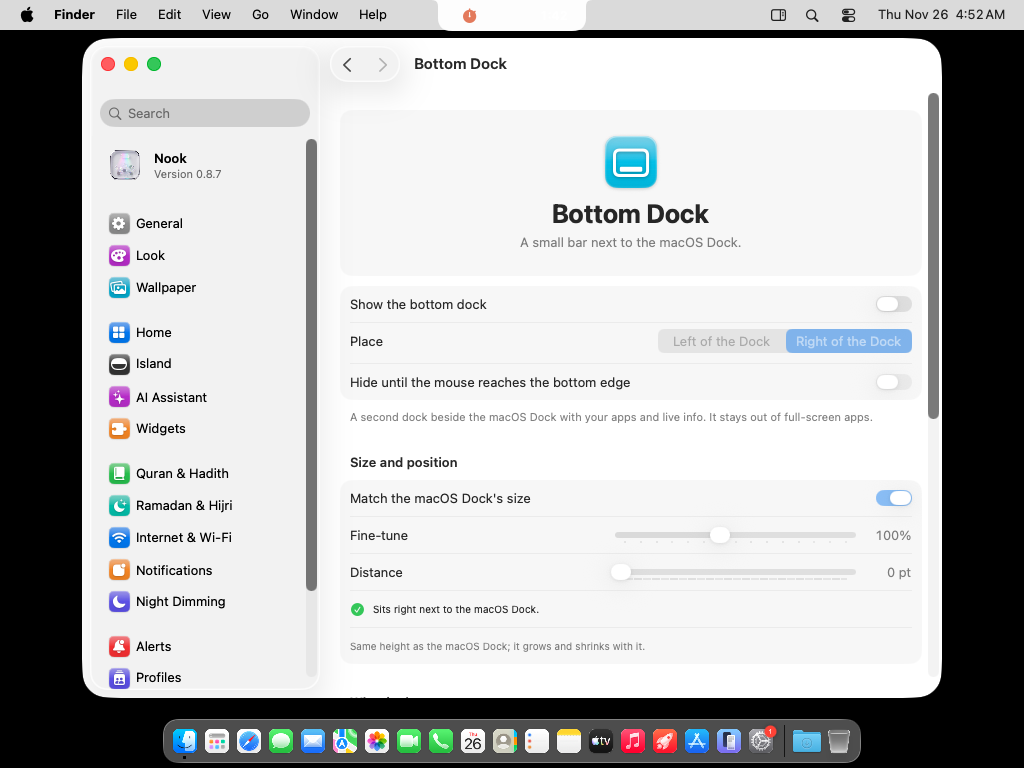 Finder File Edit View Go Window Help Thu Nov 26 4:52 AM
Bottom Dock
Search
Nook
Version 0.8.7
General
Look
Wallpaper
Home
Island
AI Assistant
Widgets
Quran & Hadith
Ramadan & Hijri
Internet & Wi-Fi
Notifications
Night Dimming
Alerts
Profiles
Bottom Dock
A small bar next to the macOS Dock.
Show the bottom dock
Place Left of the Dock Right of the Dock
Hide until the mouse reaches the bottom edge
A second dock beside the macOS Dock with your apps and live info. It stays out of full-screen apps.
Size and position
Match the macOS Dock's size
Fine-tune 100%
Distance 0 pt
Sits right next to the macOS Dock.
Same height as the macOS Dock; it grows and shrinks with it.
Thu
26
tv
1